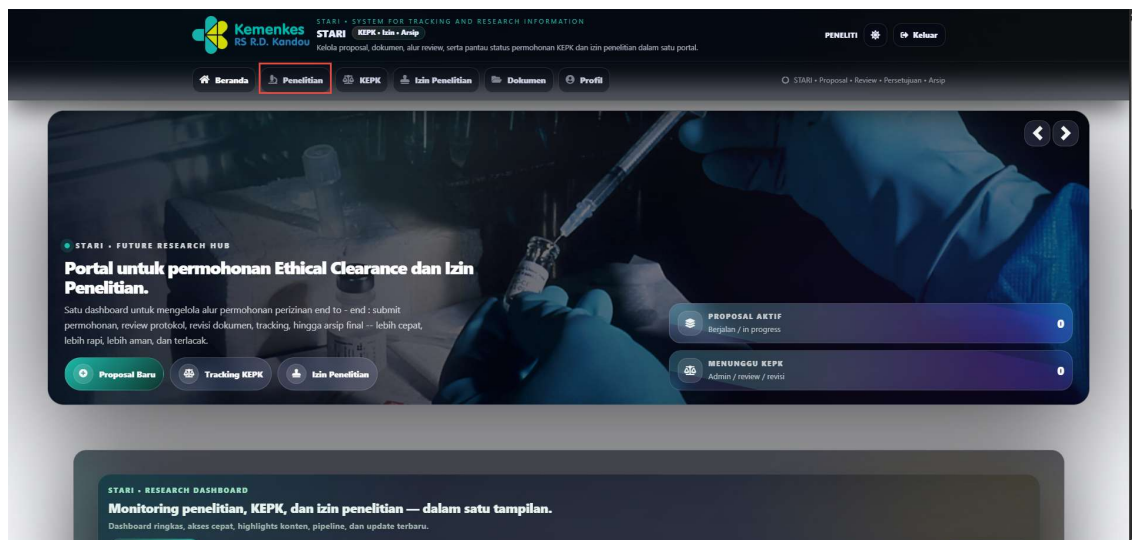 Kemenkes
RS R.D. Kandou
STARI • SYSTEM FOR TRACKING AND RESEARCH INFORMATION
STARI KEPK • Izin • Arsip
Kelola proposal, dokumen, alur review, serta pantau status permohonan KEPK dan izin penelitian dalam satu portal.
PENELITI
Keluar
Beranda
Penelitian
KEPK
Izin Penelitian
Dokumen
Profil
STARI • Proposal • Review • Persetujuan • Arsip
STARI • FUTURE RESEARCH HUB
Portal untuk permohonan Ethical Clearance dan Izin
Penelitian.
Satu dashboard untuk mengelola alur permohonan perizinan end to - end : submit
permohonan, review protokol, revisi dokumen, tracking, hingga arsip final -- lebih cepat,
lebih rapi, lebih aman, dan terlacak.
Proposal Baru
Tracking KEPK
Izin Penelitian
PROPOSAL AKTIF
Berjalan / in progress
0
MENUNGGU KEPK
Admin / review / revisi
0
STARI • RESEARCH DASHBOARD
Monitoring penelitian, KEPK, dan izin penelitian — dalam satu tampilan.
Dashboard ringkas, akses cepat, highlights konten, pipeline, dan update terbaru.